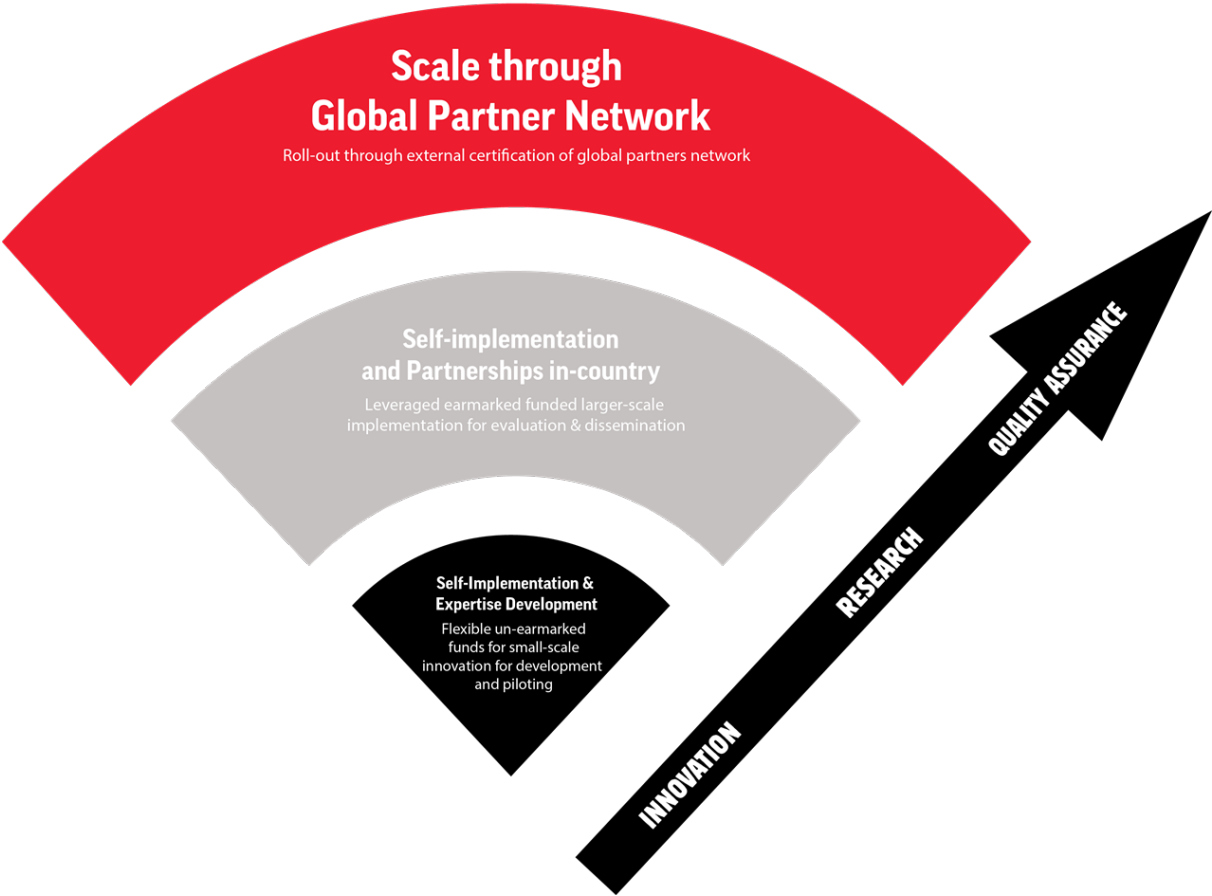 Scale through
Global Partner Network
Roll-out through external certification of global partners network
Self-implementation
and Partnerships in-country
Leveraged earmarked funded larger-scale
implementation for evaluation & dissemination
Self-Implementation &
Expertise Development
Flexible un-earmarked
funds for small-scale
innovation for development
and piloting
QUALITY ASSURANCE
RESEARCH
INNOVATION